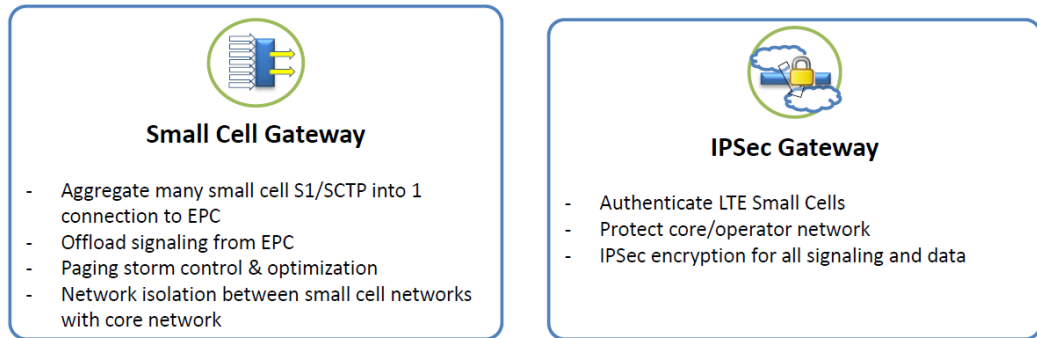 Small Cell Gateway
- Aggregate many small cell S1/SCTP into 1
connection to EPC
- Offload signaling from EPC
- Paging storm control & optimization
- Network isolation between small cell networks
with core network
IPSec Gateway
- Authenticate LTE Small Cells
- Protect core/operator network
- IPSec encryption for all signaling and data